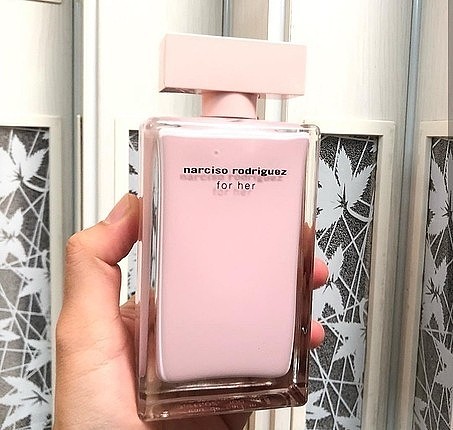 narciso rodriguez
for her